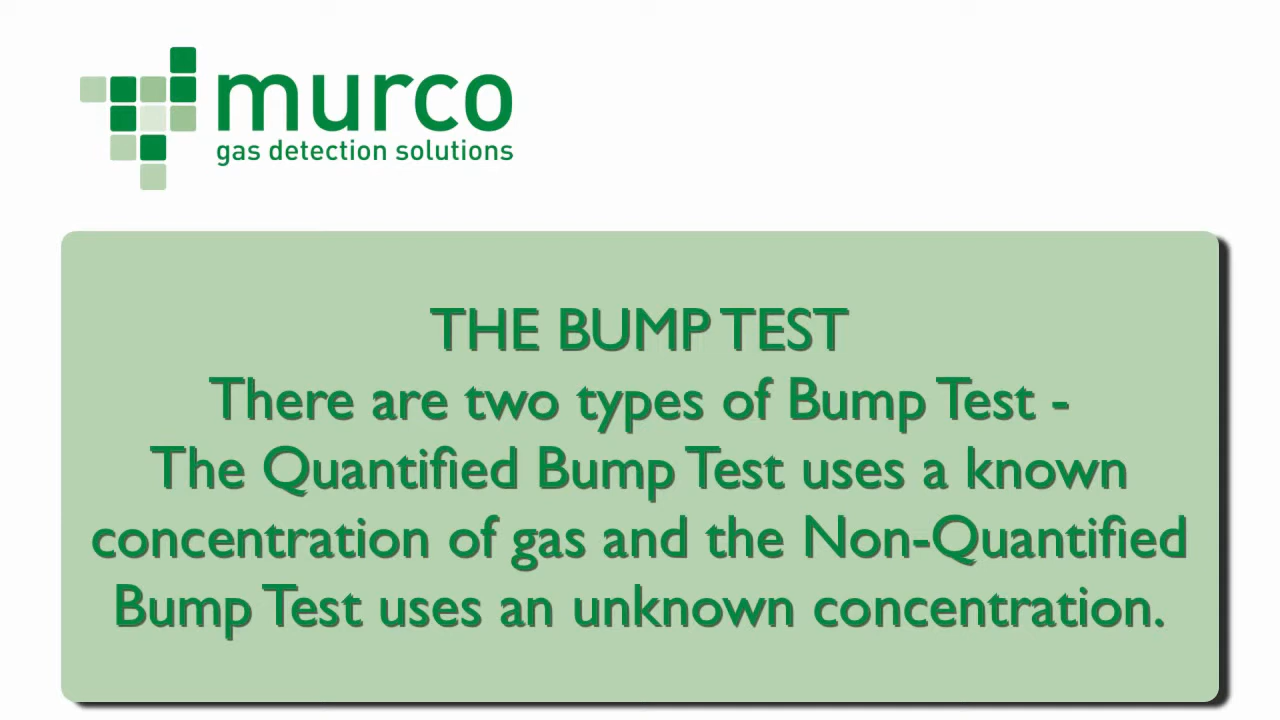 murco
gas detection solutions
THE BUMP TEST
There are two types of Bump Test -
The Quantified Bump Test uses a known
concentration of gas and the Non-Quantified
Bump Test uses an unknown concentration.